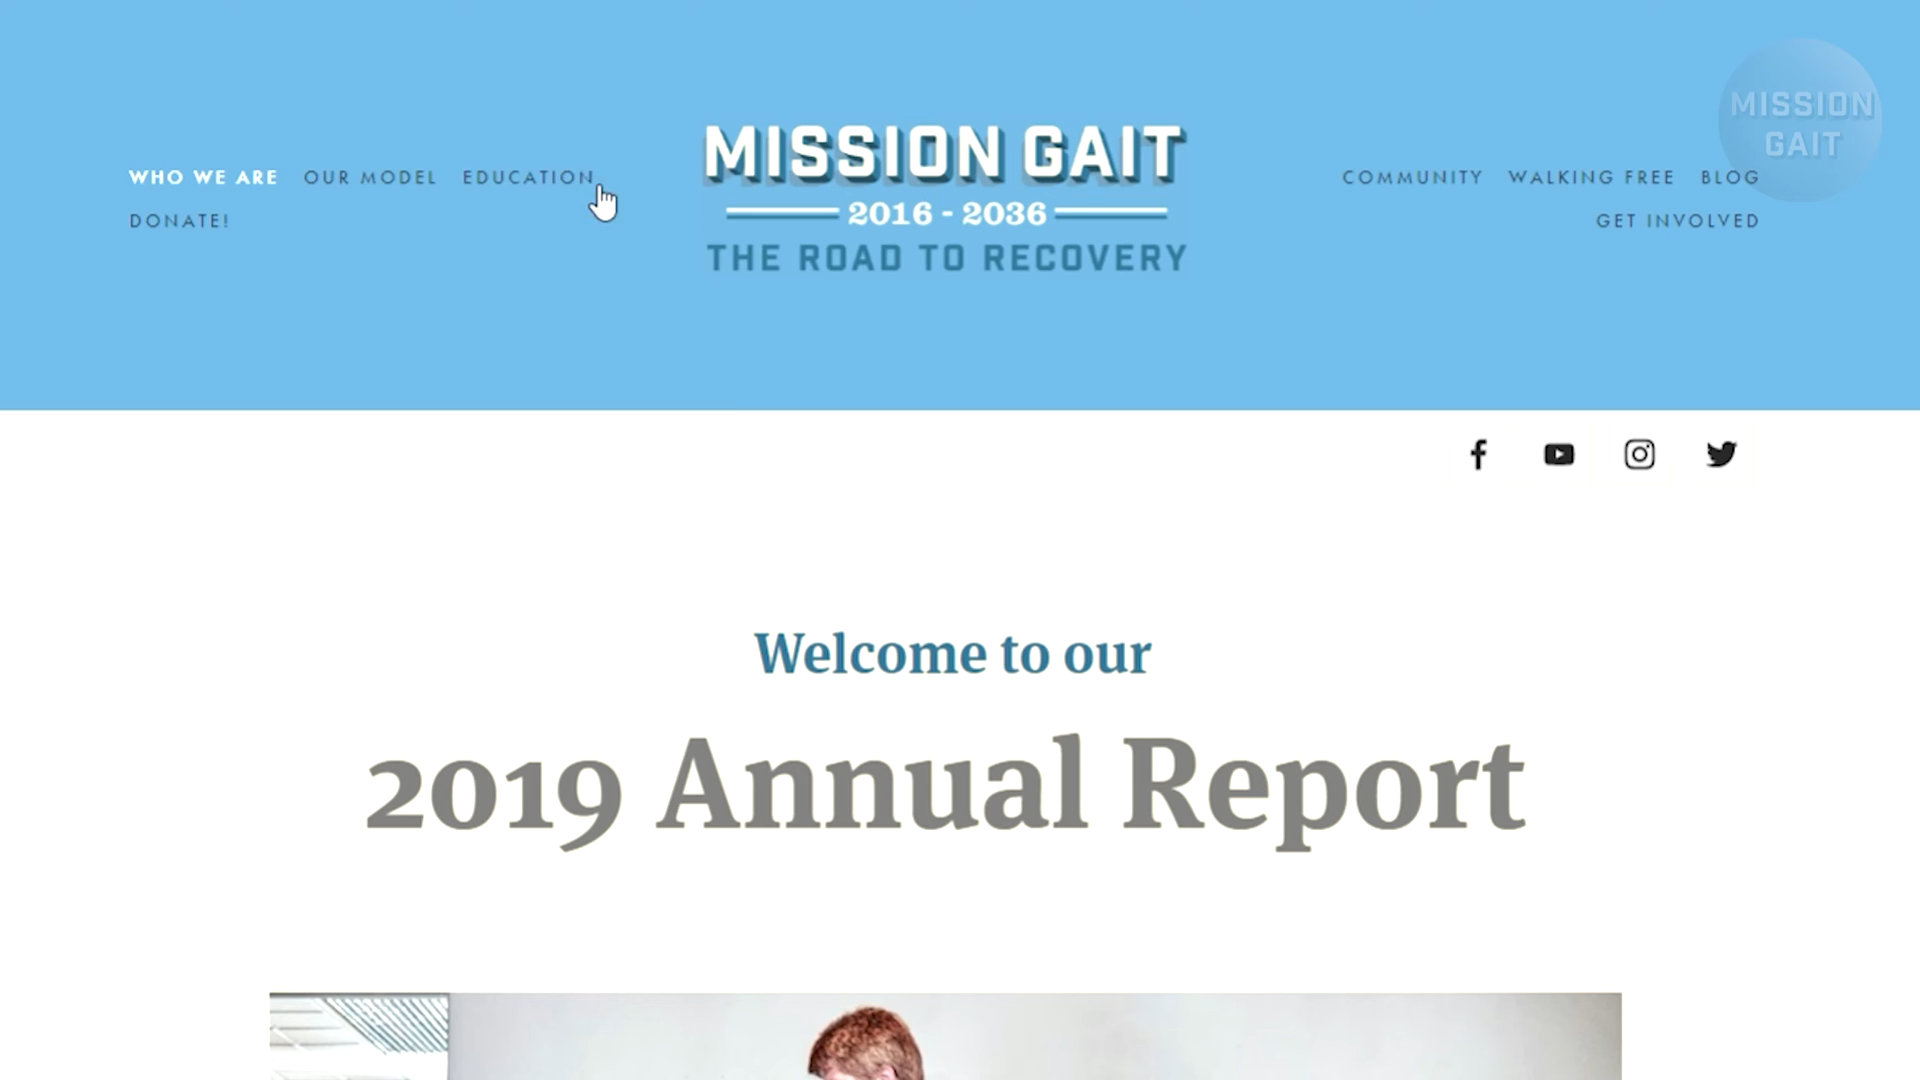 WHO WE ARE OUR MODEL EDUCATION
DONATE!
MISSION GAIT
2016 - 2036
THE ROAD TO RECOVERY
COMMUNITY WALKING FREE BLOG
GET INVOLVED
MISSION
GAIT
Welcome to our
2019 Annual Report